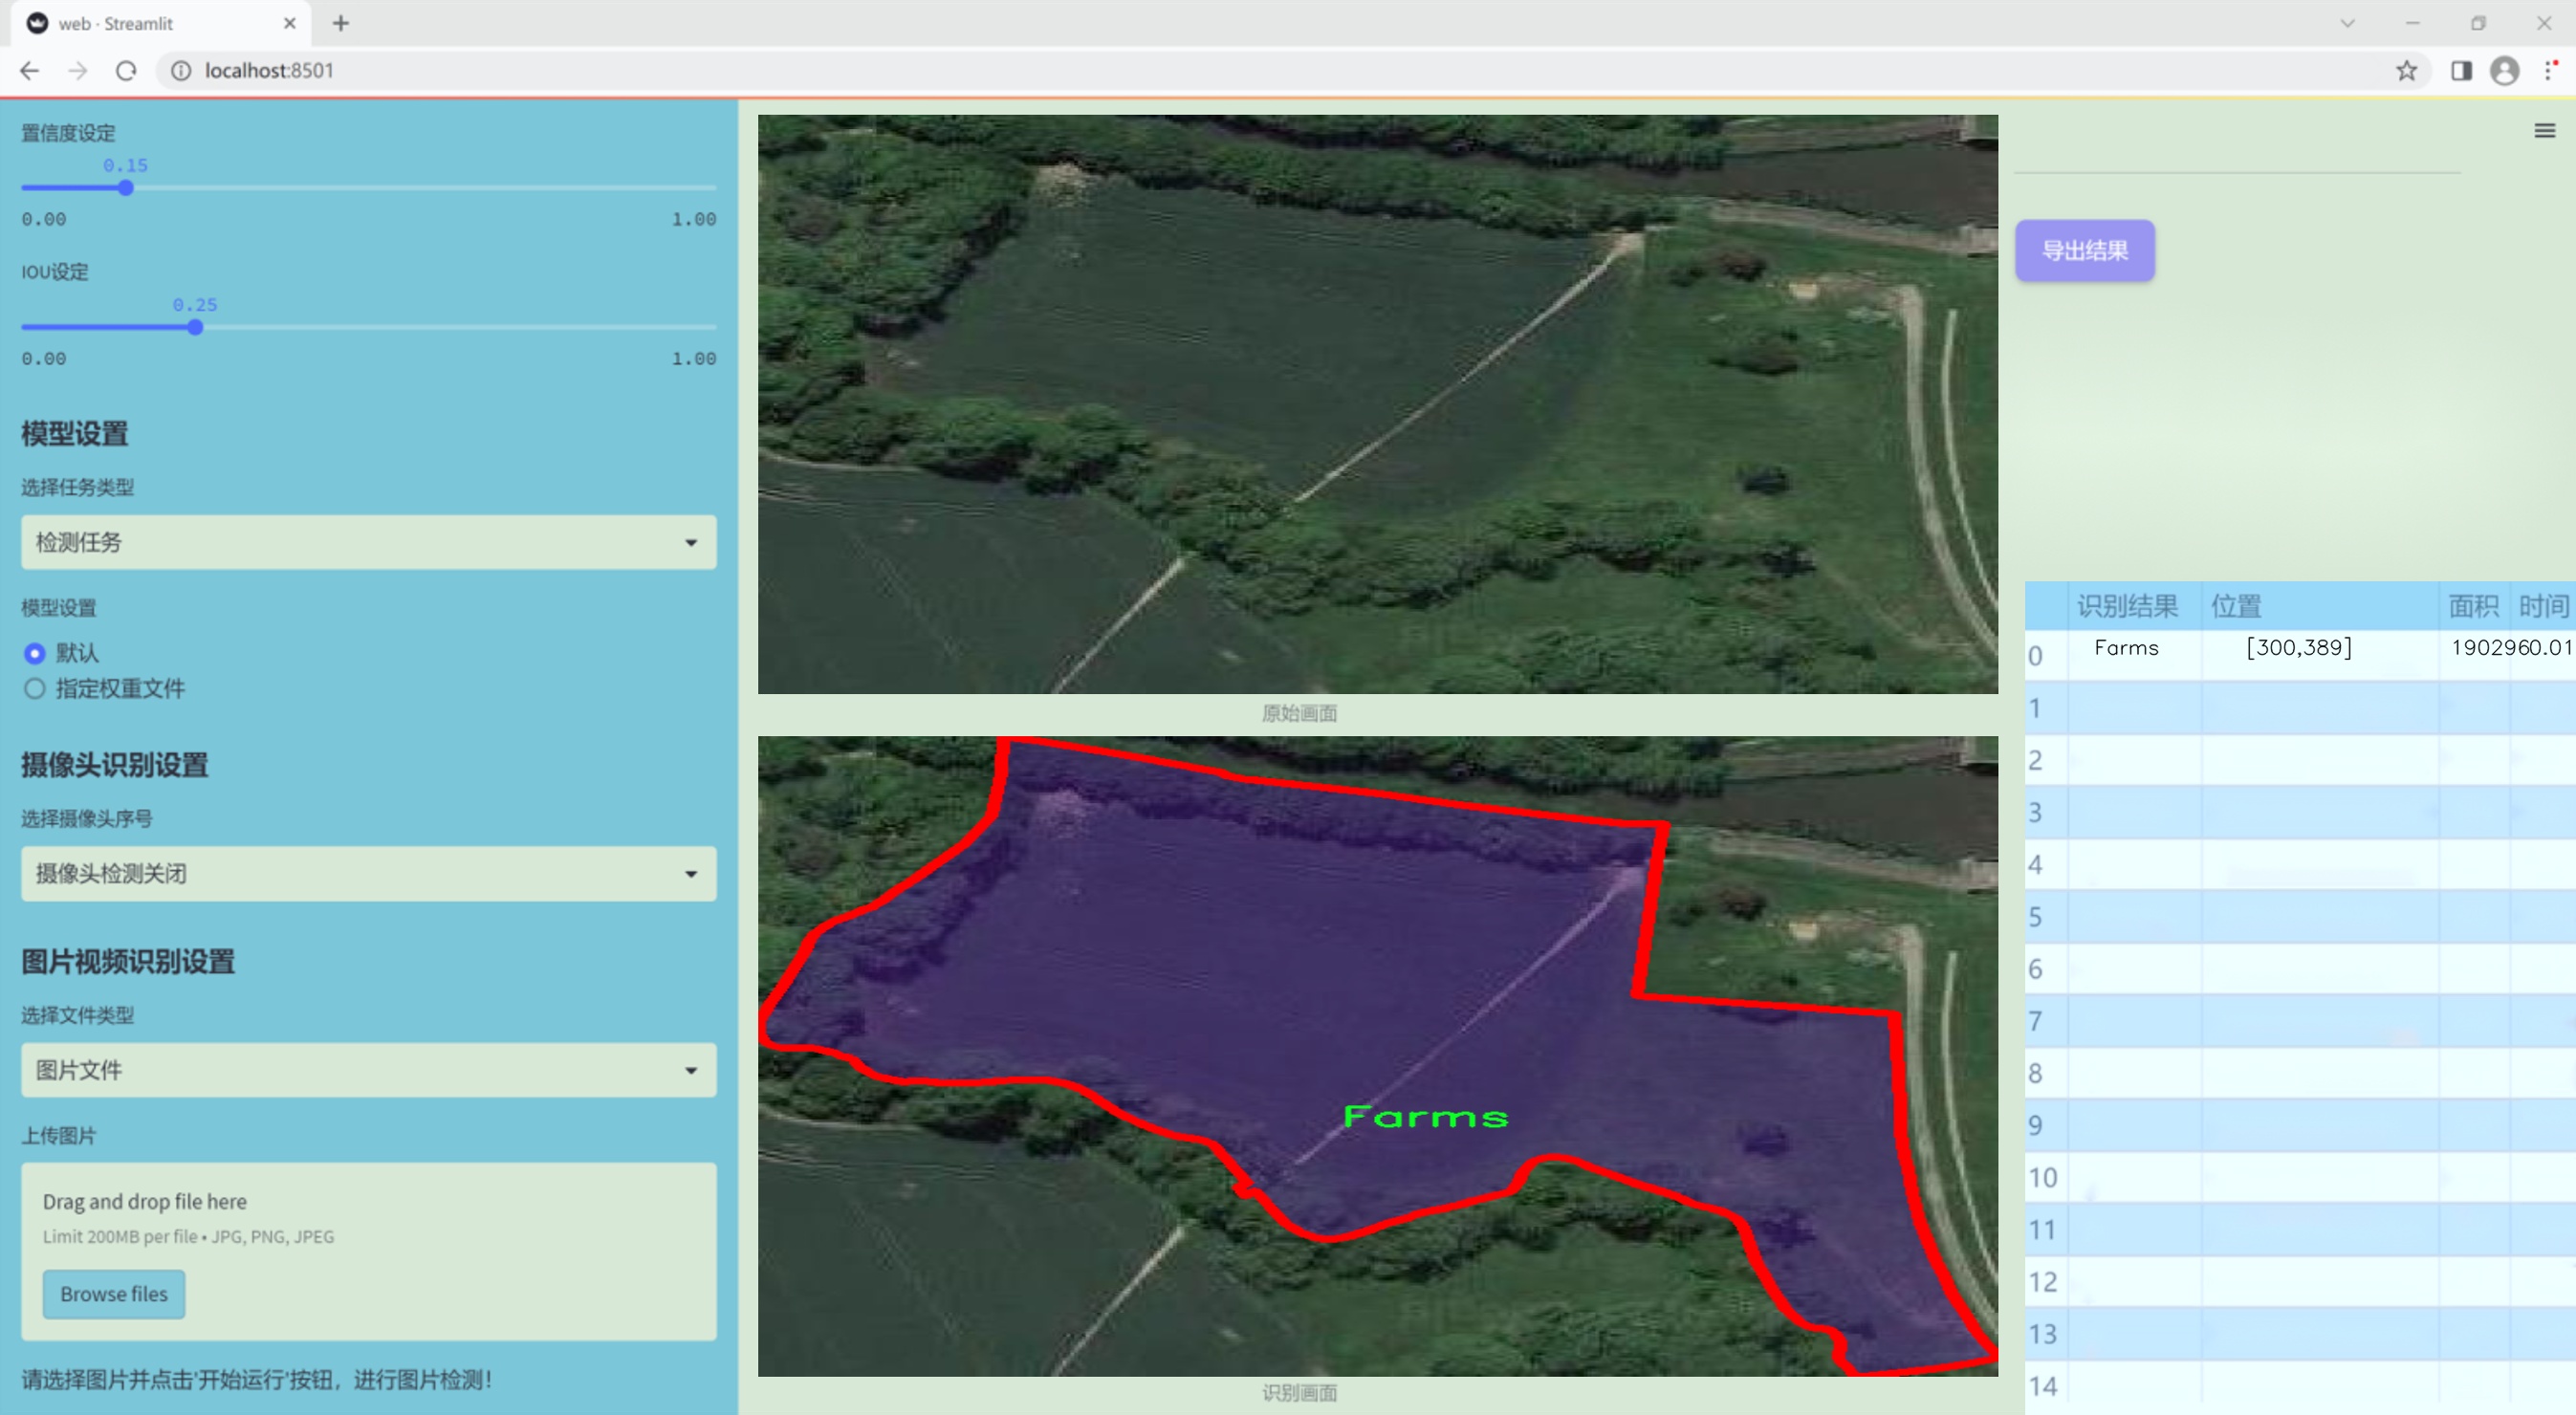 web · Streamlit
localhost:8501
置信度设定
0.15
0.00 1.00
IOU设定
0.25
0.00 1.00
模型设置
选择任务类型
检测任务
模型设置
默认
指定权重文件
摄像头识别设置
选择摄像头序号
摄像头检测关闭
图片视频识别设置
选择文件类型
图片文件
上传图片
Drag and drop file here
Limit 200MB per file • JPG, PNG, JPEG
Browse files
请选择图片并点击'开始运行'按钮，进行图片检测！
原始画面
Farms
识别画面
导出结果
识别结果 位置 面积 时间
0 Farms [300,389] 1902960.01
1
2
3
4
5
6
7
8
9
10
11
12
13
14